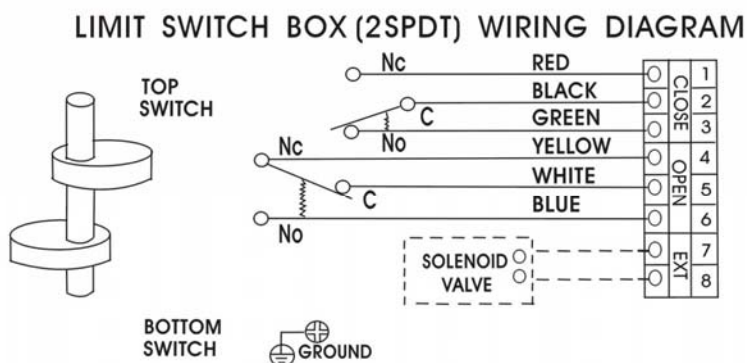 LIMIT SWITCH BOX (2SPDT) WIRING DIAGRAM
TOP
SWITCH
Nc
RED
1
BLACK
2
C
GREEN
3
No
CLOSE
Nc
YELLOW
4
WHITE
5
C
BLUE
6
No
OPEN
SOLENOID
VALVE
7
8
EXT
BOTTOM
SWITCH
GROUND